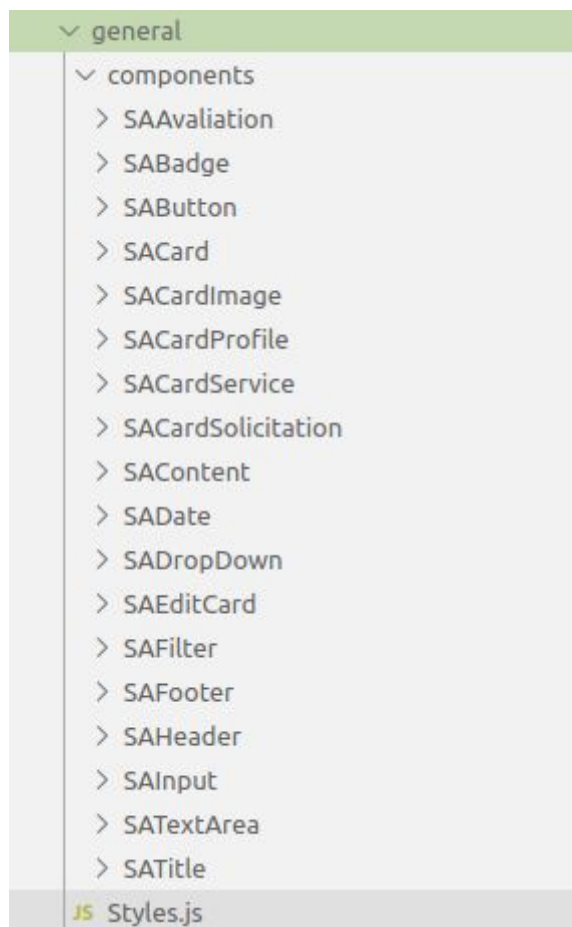 general
components
SAAvaliation
SABadge
SAButton
SACard
SACardImage
SACardProfile
SACardService
SACardSolicitation
SAContent
SADate
SADropDown
SAEditCard
SAFilter
SAFooter
SAHeader
SAInput
SATextArea
SATitle
JS Styles.js